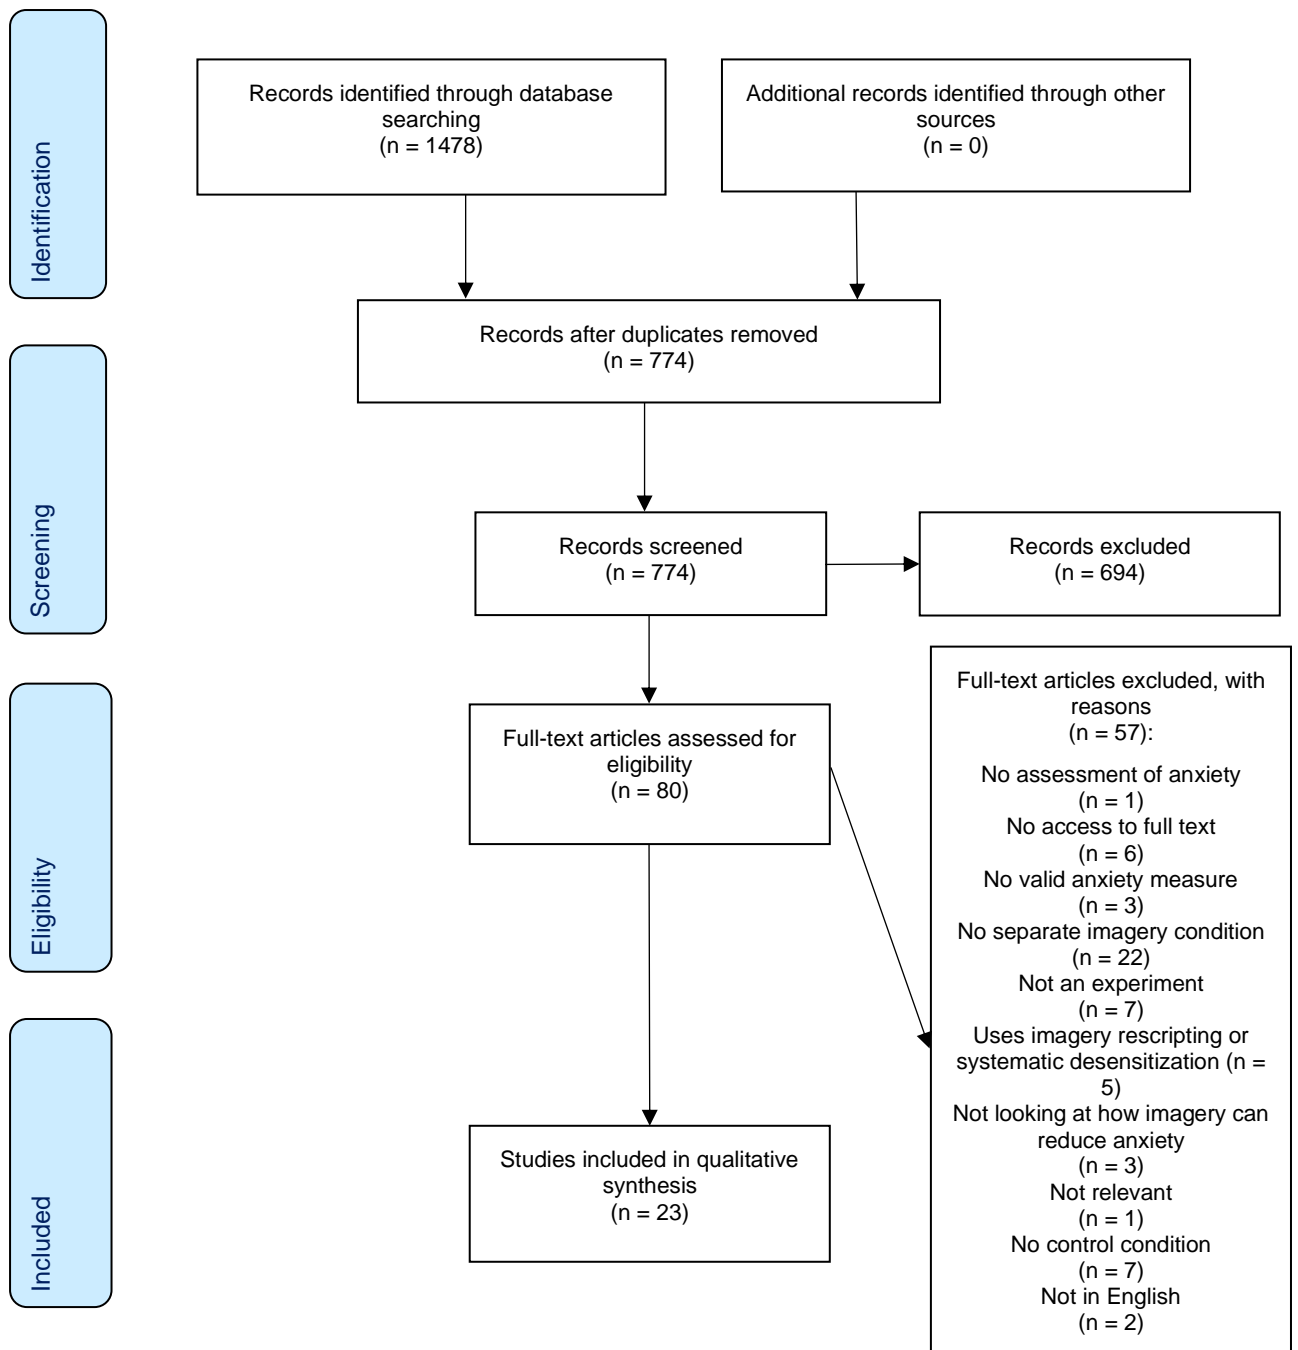 Identification
Records identified through database
searching
(n = 1478)
Additional records identified through other
sources
(n = 0)
Records after duplicates removed
(n = 774)
Screening
Records screened
(n = 774)
Records excluded
(n = 694)
Eligibility
Full-text articles assessed for
eligibility
(n = 80)
Full-text articles excluded, with
reasons
(n = 57):
No assessment of anxiety
(n = 1)
No access to full text
(n = 6)
No valid anxiety measure
(n = 3)
No separate imagery condition
(n = 22)
Not an experiment
(n = 7)
Uses imagery rescripting or
systematic desensitization (n =
5)
Not looking at how imagery can
reduce anxiety
(n = 3)
Not relevant
(n = 1)
No control condition
(n = 7)
Not in English
(n = 2)
Included
Studies included in qualitative
synthesis
(n = 23)